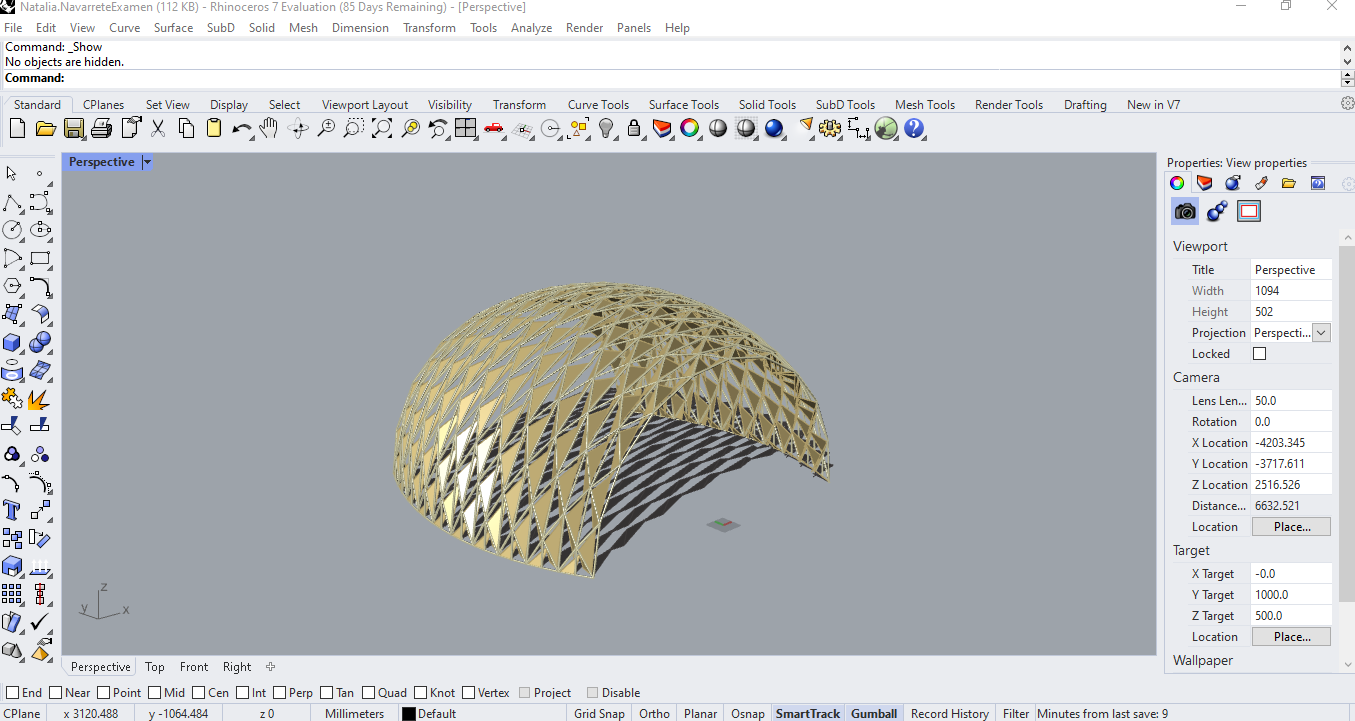 Natalia.NavarreteExamen (112 KB) - Rhinoceros 7 Evaluation (85 Days Remaining) - [Perspective]
File Edit View Curve Surface SubD Solid Mesh Dimension Transform Tools Analyze Render Panels Help
Command: _Show
No objects are hidden.
Command:
Standard CPlanes Set View Display Select Viewport Layout Visibility Transform Curve Tools Surface Tools Solid Tools SubD Tools Mesh Tools Render Tools Drafting New in V7
Perspective
Properties: View properties
Viewport
Title Perspective
Width 1094
Height 502
Projection Perspecti...
Locked
Camera
Lens Len... 50.0
Rotation 0.0
X Location -4203.345
Y Location -3717.611
Z Location 2516.526
Distance... 6632.521
Location Place...
Target
X Target -0.0
Y Target 1000.0
Z Target 500.0
Location Place...
Wallpaper
z
y x
Perspective Top Front Right
End Near Point Mid Cen Int Perp Tan Quad Knot Vertex Project Disable
CPlane x 3120.488 y -1064.484 z 0 Millimeters Default Grid Snap Ortho Planar Osnap SmartTrack Gumball Record History Filter Minutes from last save: 9